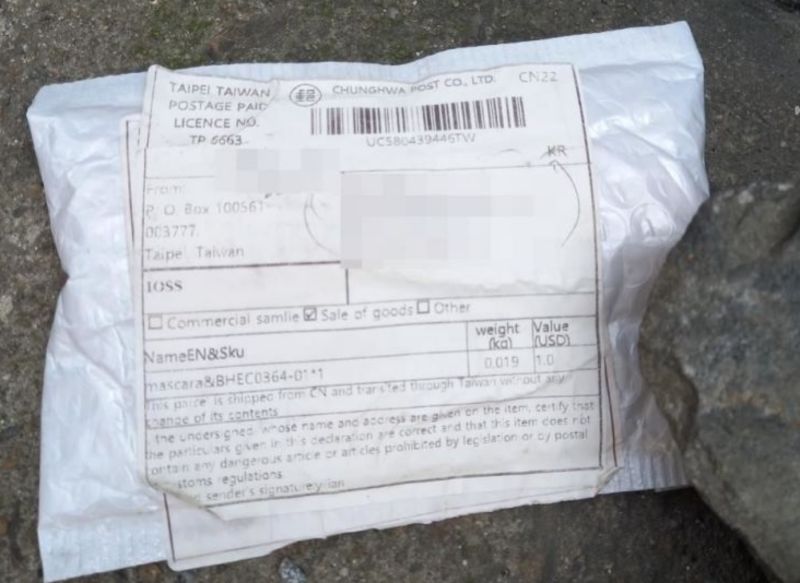 TAIPEI TAIWAN
POSTAGE PAID
LICENCE NO.
TP 6663
CHUNGHWA POST CO., LTD.
CN22
UC580439446TW
KR
From:
P. O. Box 100561
003777.
Taipei, Taiwan
IOSS
Commercial samlie Sale of goods Other
NameEN&Sku
weight (kg)
Value (USD)
mascara&BHEC0364-01*1
0.019
1.0
This parcel is shipped from CN and transited through Taiwan without any
change of its contents
the undersigned, whose name and address are given on the item, certify that
the particulars given in this declaration are correct and that this item does not
contain any dangerous article or articles prohibited by legislation or by postal
customs regulations
sender's signature